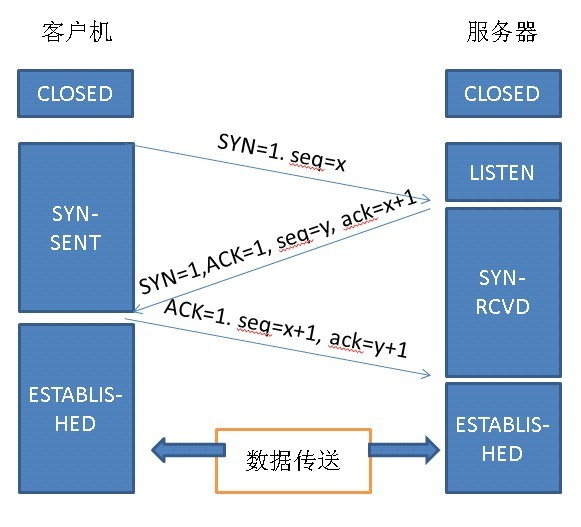 客户机
服务器
CLOSED
CLOSED
SYN=1. seq=x
LISTEN
SYN-
SENT
SYN=1,ACK=1, seq=y, ack=x+1
SYN-
RCVD
ACK=1. seq=x+1, ack=y+1
ESTABLIS-
HED
ESTABLIS-
HED
数据传送